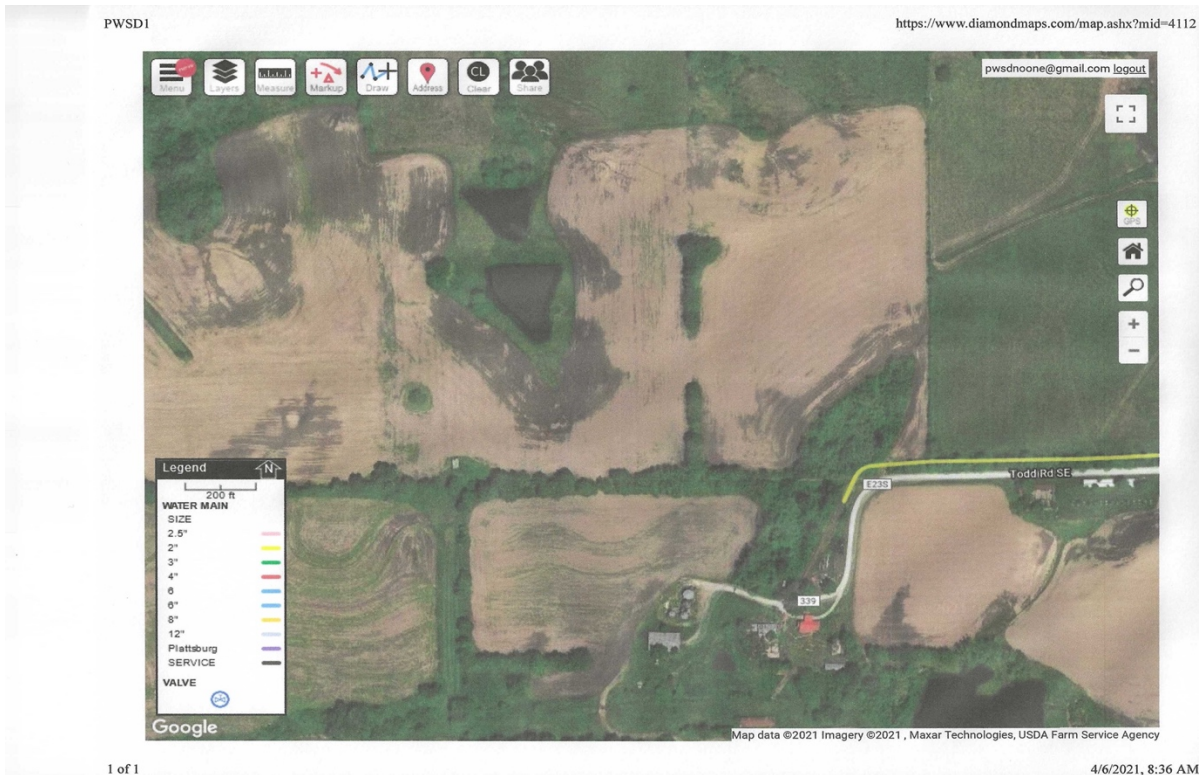 PWSD1
https://www.diamondmaps.com/map.ashx?mid=4112
Menu
Layers
Measure
Markup
Draw
Address
CL
Clear
Share
pwsdnoone@gmail.com logout
GPS
+
−
Todd Rd SE
E23S
339
Legend
N
200 ft
WATER MAIN
SIZE
2.5"
2"
3"
4"
6
6"
8"
12"
Plattsburg
SERVICE
VALVE
Google
Map data ©2021 Imagery ©2021 , Maxar Technologies, USDA Farm Service Agency
1 of 1
4/6/2021, 8:36 AM